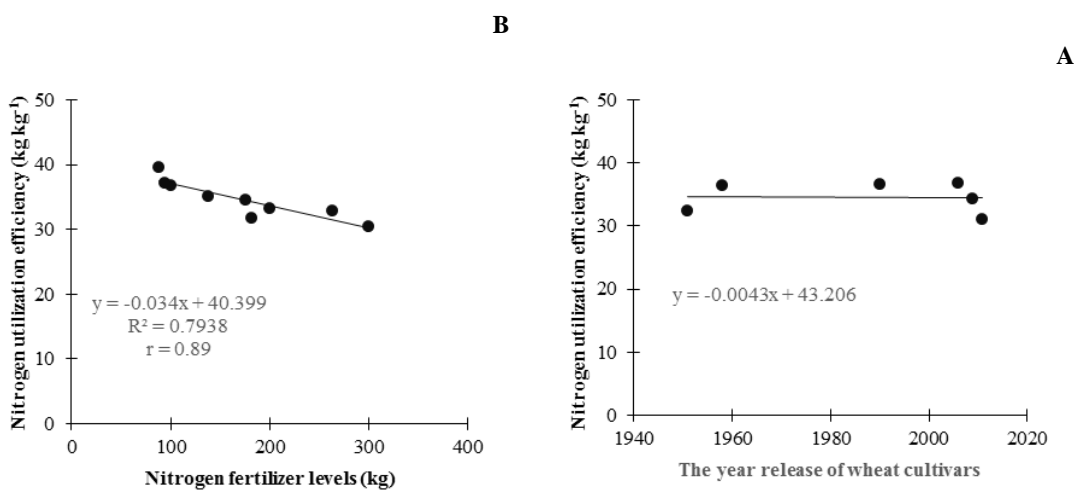 B
A
Nitrogen utilization efficiency (kg kg⁻¹)
50
40
30
20
10
0
0 100 200 300 400
y = -0.034x + 40.399
R² = 0.7938
r = 0.89
Nitrogen fertilizer levels (kg)
Nitrogen utilization efficiency (kg kg⁻¹)
50
40
30
20
10
0
1940 1960 1980 2000 2020
y = -0.0043x + 43.206
The year release of wheat cultivars